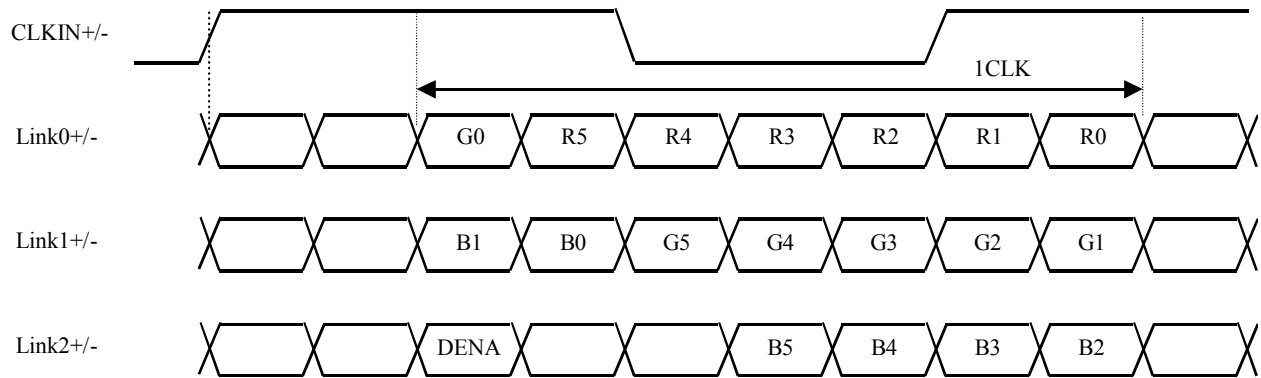 CLKIN+/-
1CLK
Link0+/- G0 R5 R4 R3 R2 R1 R0
Link1+/- B1 B0 G5 G4 G3 G2 G1
Link2+/- DENA B5 B4 B3 B2